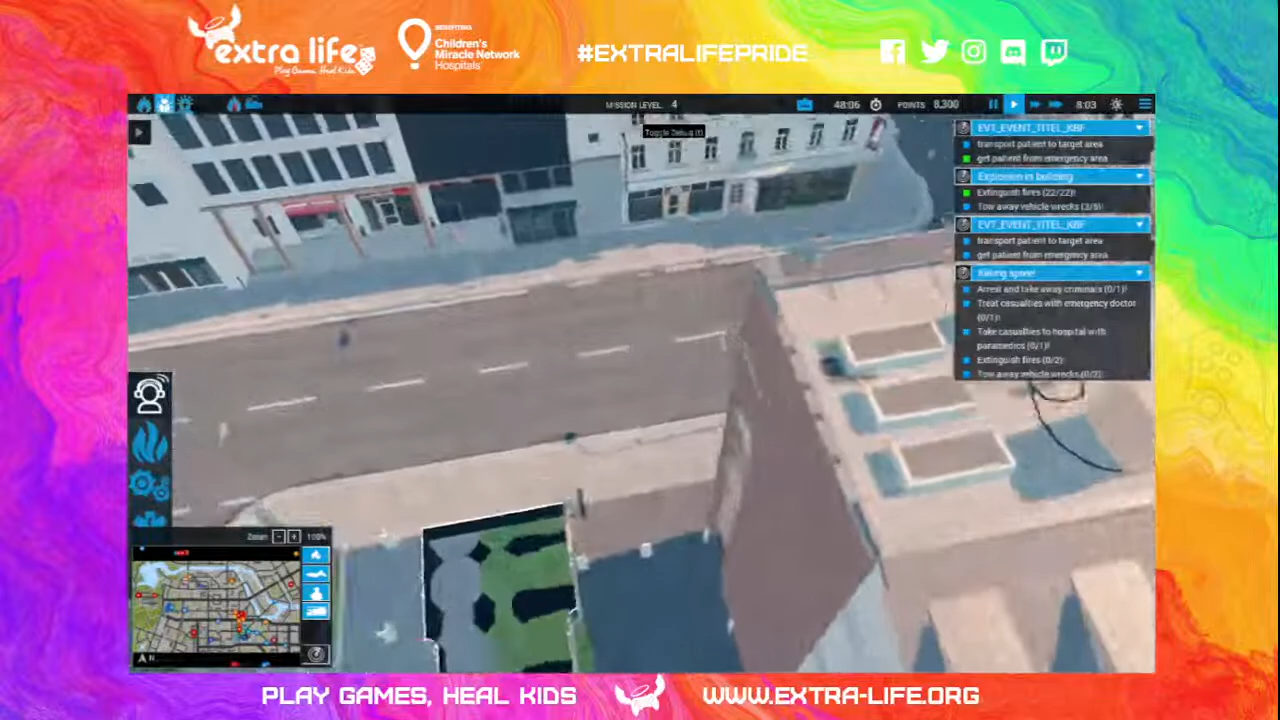 extra life
Play Games. Heal Kids.
BENEFITING
Children's
Miracle Network
Hospitals
#EXTRALIFEPRIDE
MISSION LEVEL 4
48:06
POINTS 8,300
8:03
EVT_EVENT_TITEL_KBF
transport patient to target area
get patient from emergency area
Explosion in building
Extinguish fires (22/22)!
Tow away vehicle wrecks (3/5)!
EVT_EVENT_TITEL_KBF
transport patient to target area
get patient from emergency area
Killing spree!
Arrest and take away criminals (0/1)!
Treat casualties with emergency doctor
(0/1)!
Take casualties to hospital with
paramedics (0/1)!
Extinguish fires (0/2)!
Tow away vehicle wrecks (0/2)!
Zoom - + 100%
N
PLAY GAMES, HEAL KIDS
WWW.EXTRA-LIFE.ORG